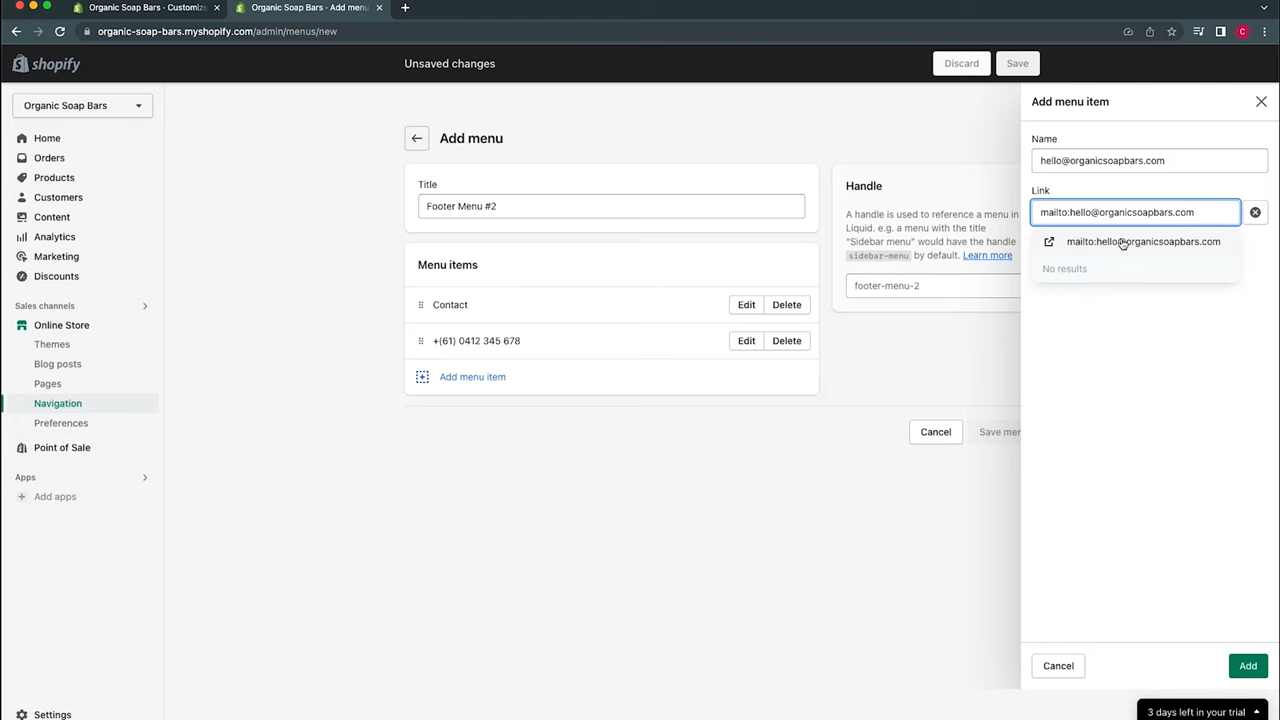 Organic Soap Bars - Customize
Organic Soap Bars - Add menu
organic-soap-bars.myshopify.com/admin/menus/new
C
shopify
Unsaved changes
Discard
Save
Organic Soap Bars
Home
Orders
Products
Customers
Content
Analytics
Marketing
Discounts
Sales channels
Online Store
Themes
Blog posts
Pages
Navigation
Preferences
Point of Sale
Apps
Add apps
Settings
Add menu
Title
Footer Menu #2
Menu items
Contact
Edit
Delete
+(61) 0412 345 678
Edit
Delete
Add menu item
Handle
A handle is used to reference a menu in
Liquid. e.g. a menu with the title
“Sidebar menu” would have the handle
sidebar-menu by default. Learn more
footer-menu-2
Cancel
Save mer
Add menu item
Name
hello@organicsoapbars.com
Link
mailto:hello@organicsoapbars.com
mailto:hello@organicsoapbars.com
No results
Cancel
Add
3 days left in your trial